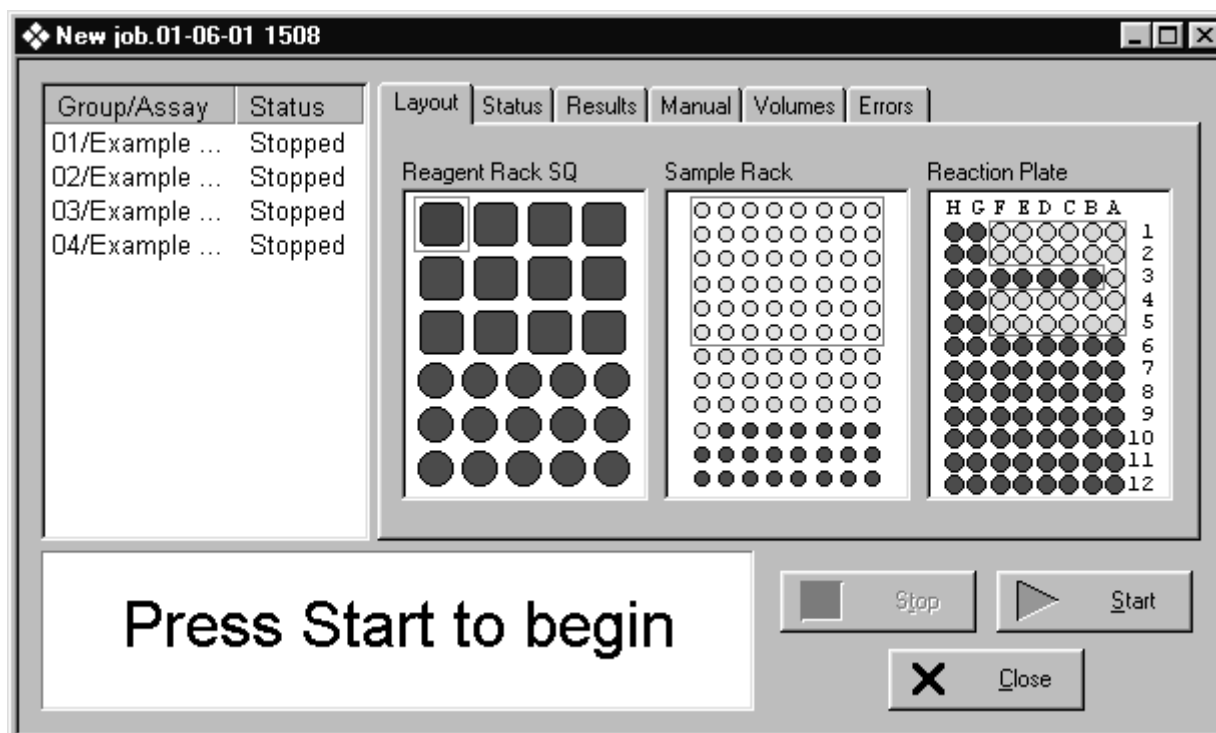 New job.01-06-01 1508
Group/Assay Status
01/Example ... Stopped
02/Example ... Stopped
03/Example ... Stopped
04/Example ... Stopped
Layout Status Results Manual Volumes Errors
Reagent Rack SQ
Sample Rack
Reaction Plate
H G F E D C B A
1
2
3
4
5
6
7
8
9
10
11
12
Press Start to begin
Stop
Start
Close